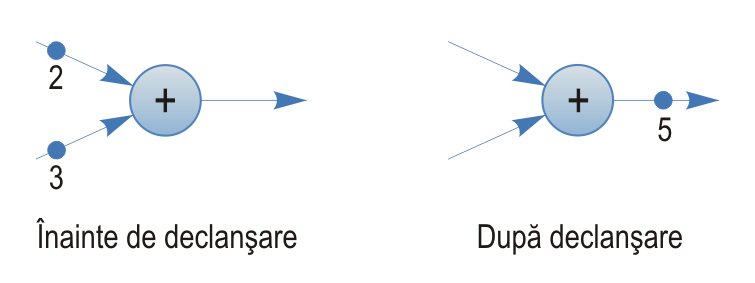 2
+
3
Înainte de declanşare
+
5
După declanşare